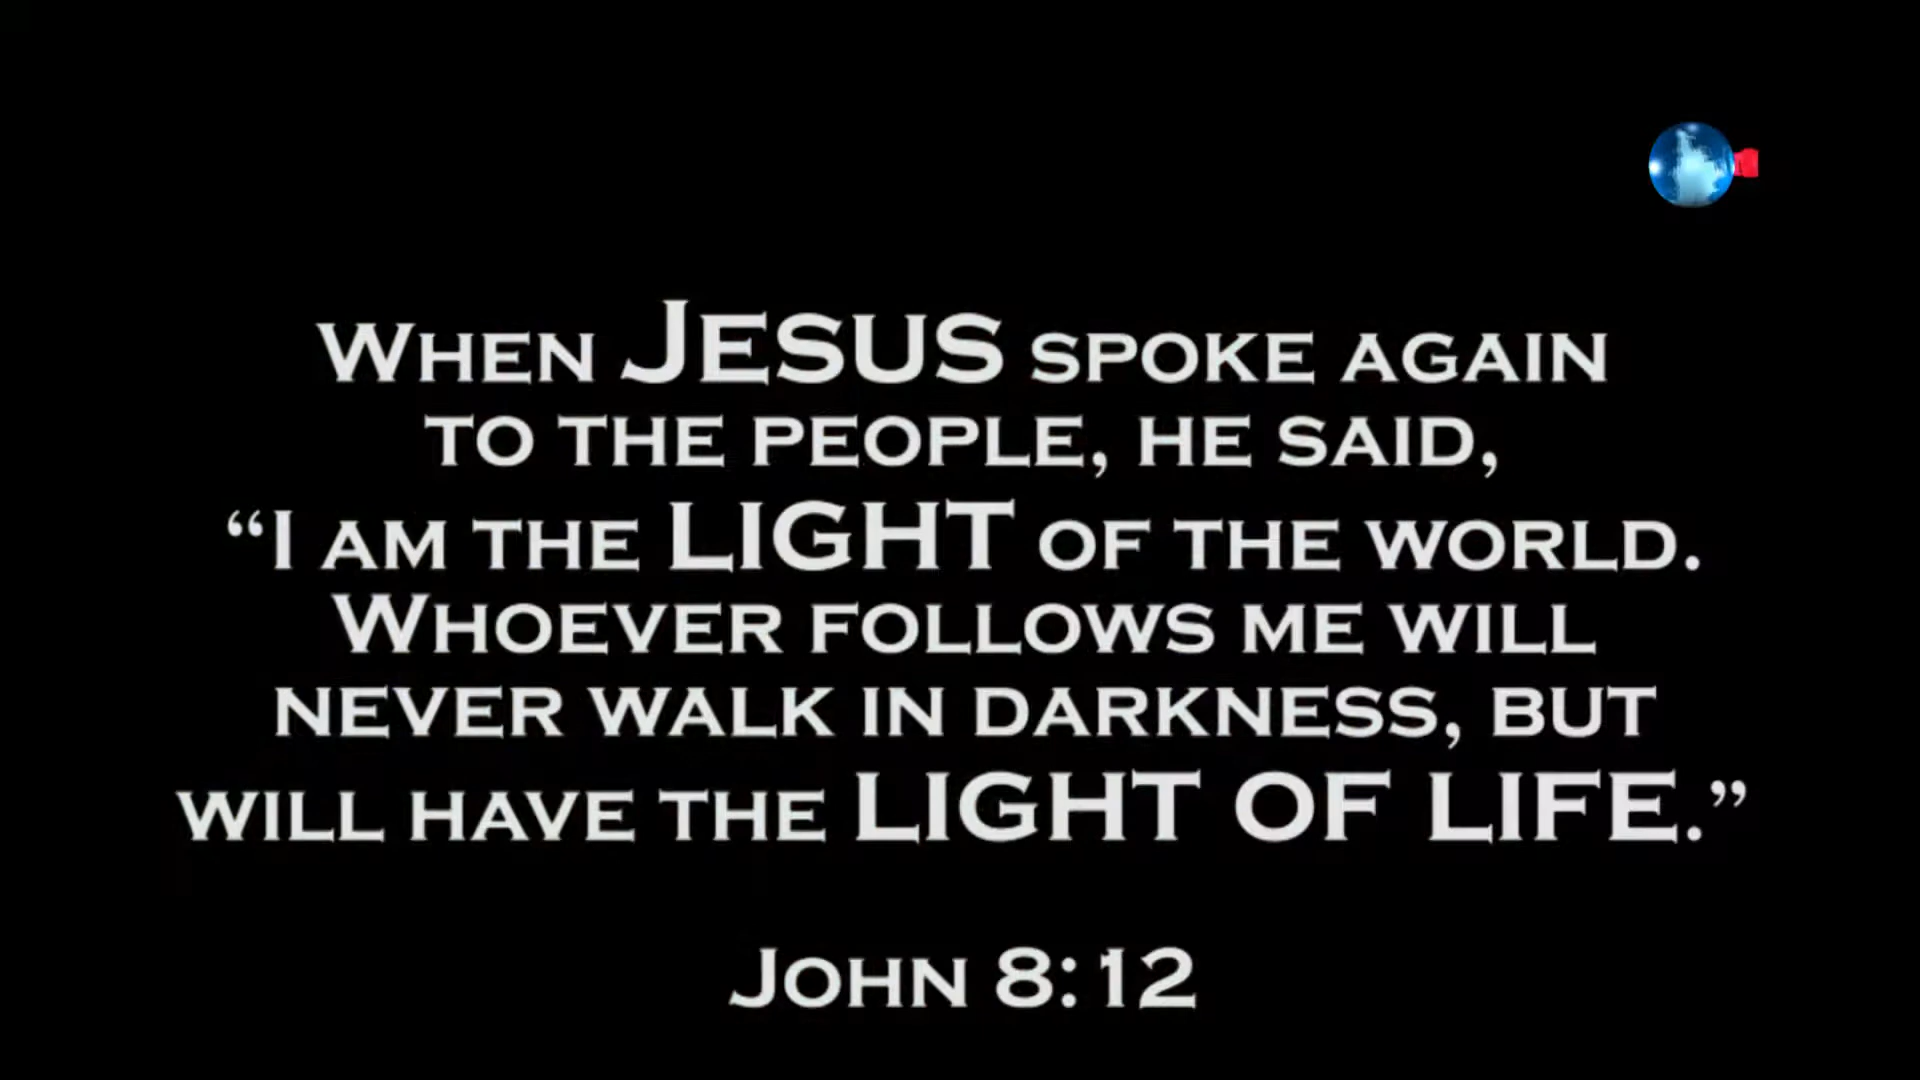 When JESUS spoke again
to the people, he said,
“I am the LIGHT of the world.
Whoever follows me will
never walk in darkness, but
will have the LIGHT OF LIFE.”
John 8:12